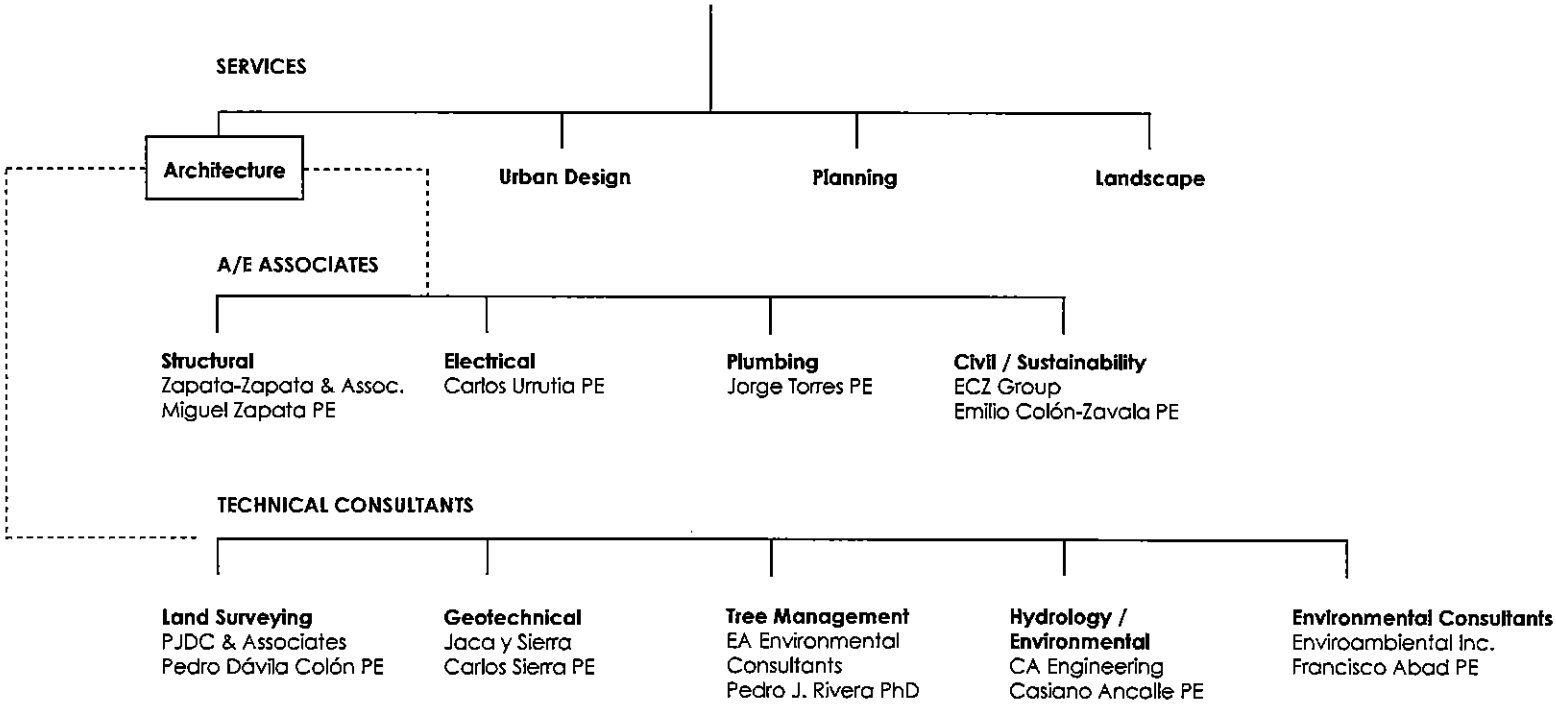 SERVICES
Architecture
Urban Design
Planning
Landscape
A/E ASSOCIATES
Structural
Zapata-Zapata & Assoc.
Miguel Zapata PE
Electrical
Carlos Urrutia PE
Plumbing
Jorge Torres PE
Civil / Sustainability
ECZ Group
Emilio Colón-Zavala PE
TECHNICAL CONSULTANTS
Land Surveying
PJDC & Associates
Pedro Dávila Colón PE
Geotechnical
Jaca y Sierra
Carlos Sierra PE
Tree Management
EA Environmental
Consultants
Pedro J. Rivera PhD
Hydrology /
Environmental
CA Engineering
Casiano Ancalle PE
Environmental Consultants
Enviroambiental Inc.
Francisco Abad PE